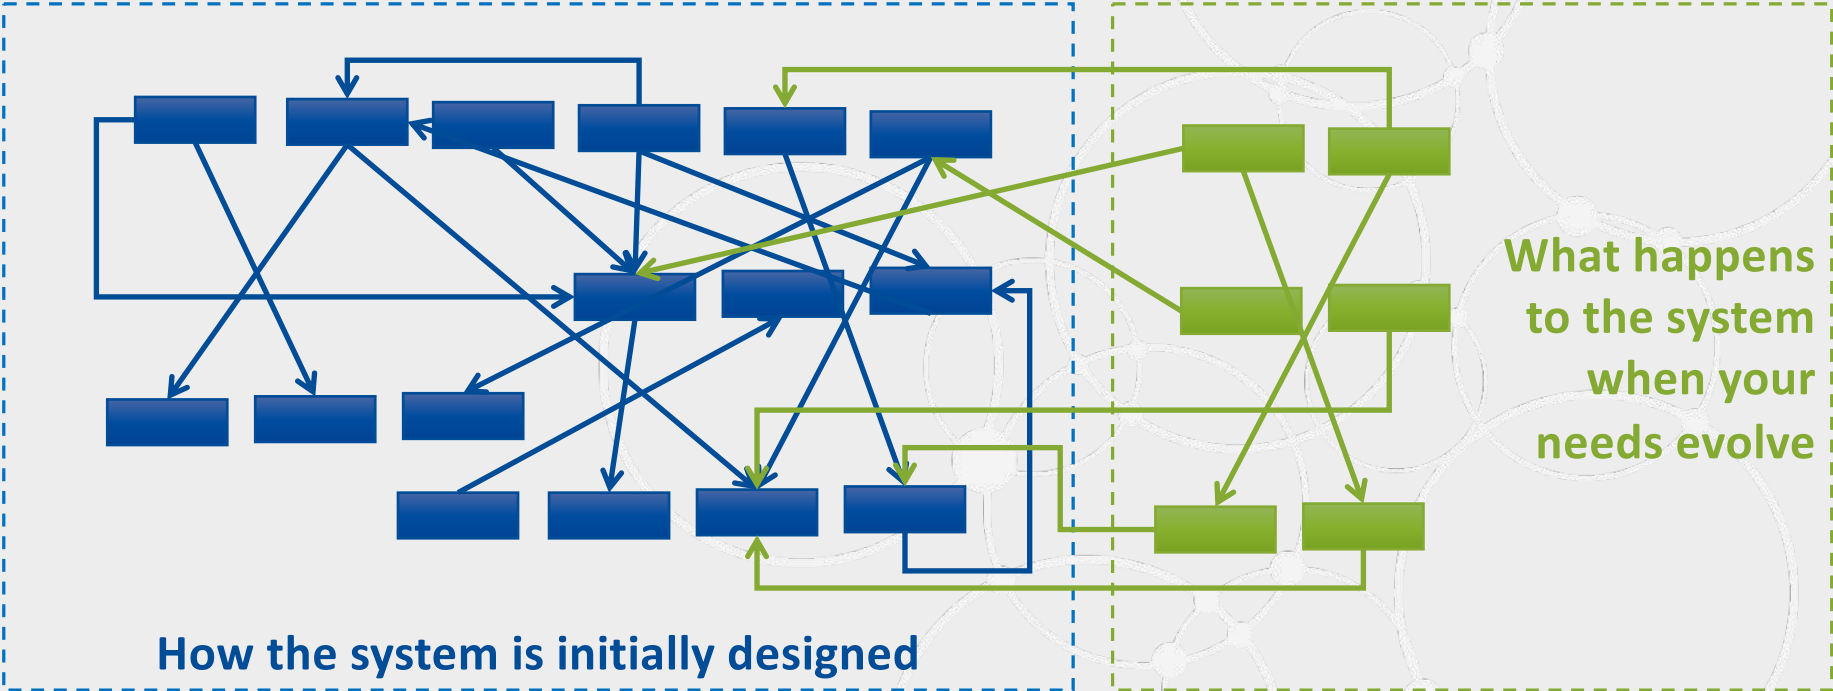 What happens
to the system
when your
needs evolve
How the system is initially designed